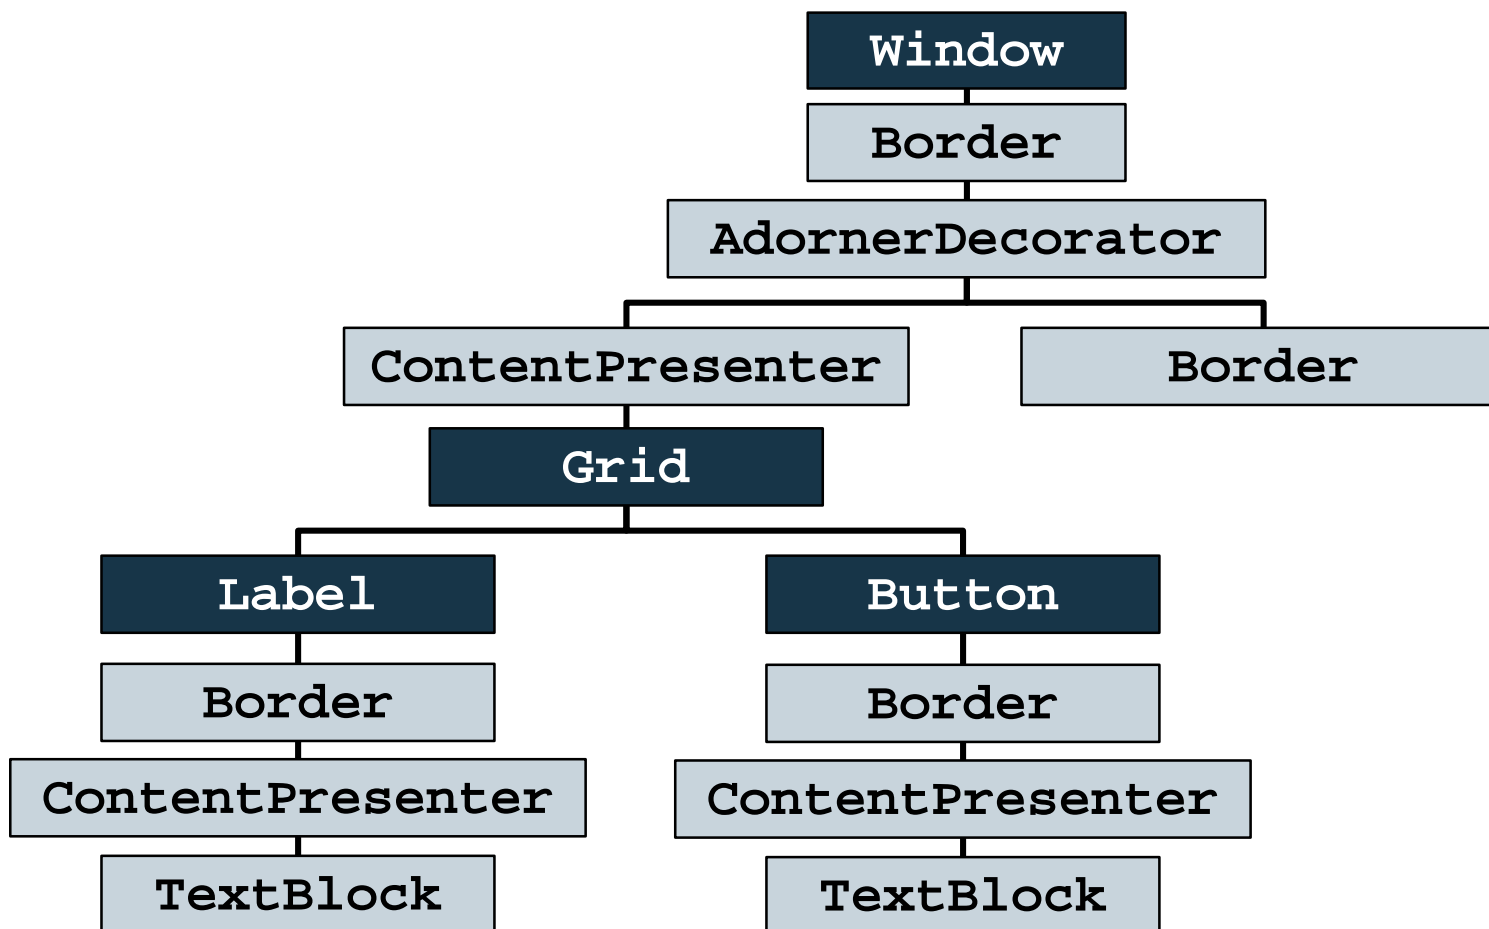 Window
Border
AdornerDecorator
ContentPresenter
Border
Grid
Label
Button
Border
Border
ContentPresenter
ContentPresenter
TextBlock
TextBlock